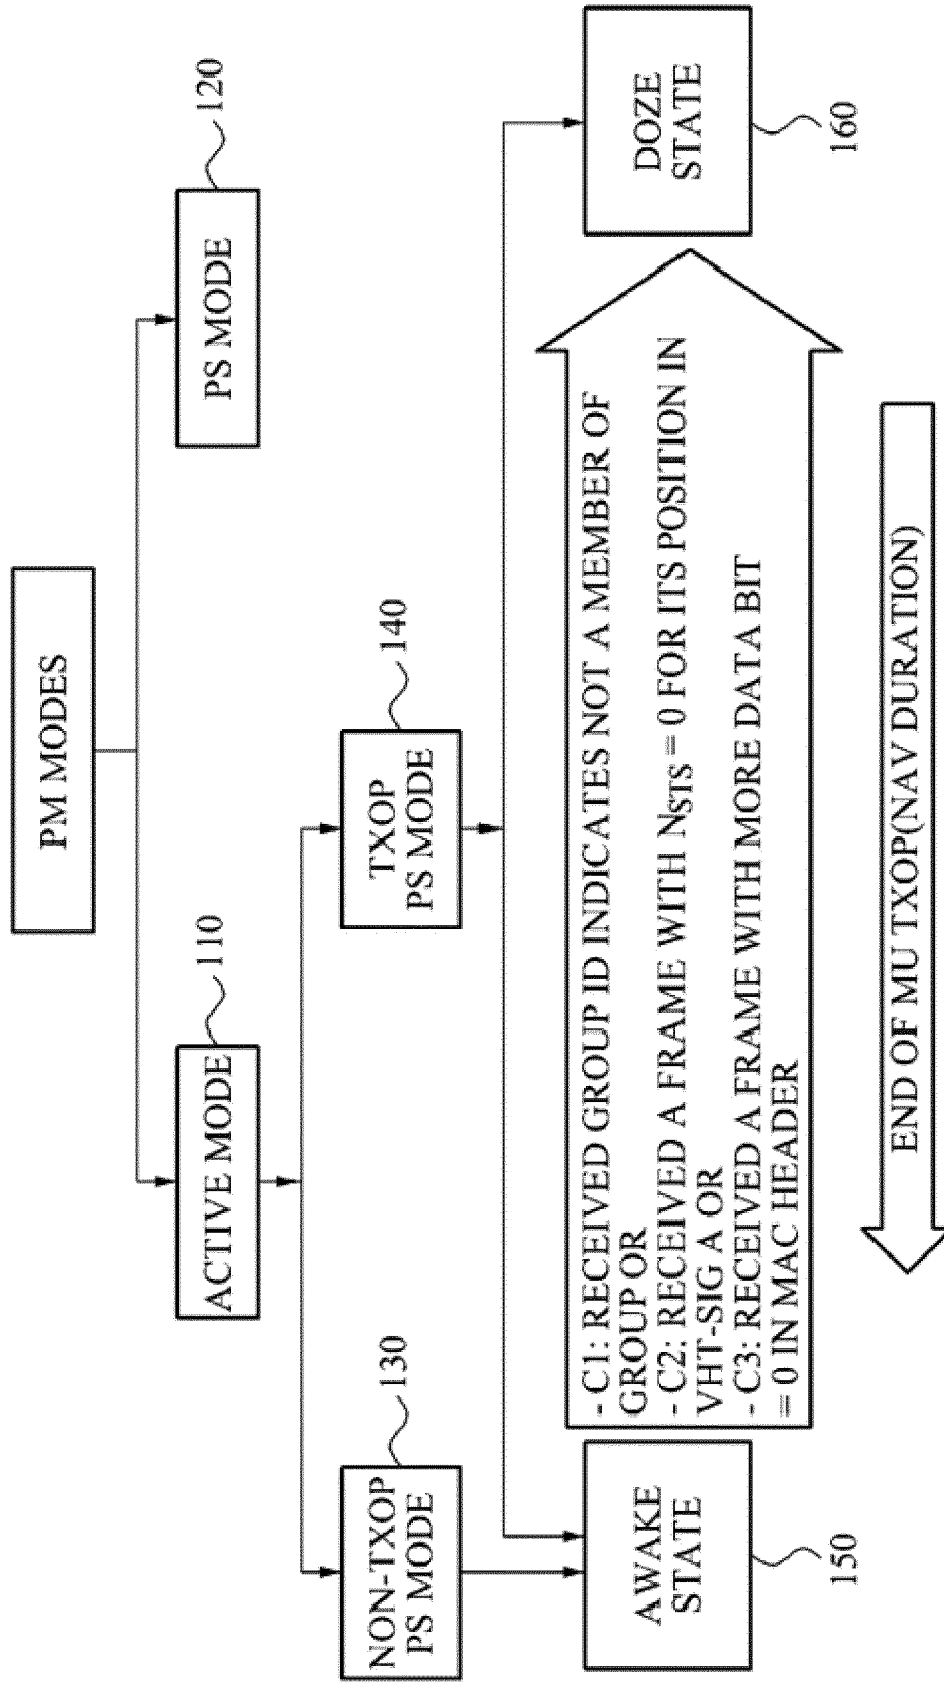 PM MODES
ACTIVE MODE
110
PS MODE
120
NON-TXOP
PS MODE
130
TXOP
PS MODE
140
- C1: RECEIVED GROUP ID INDICATES NOT A MEMBER OF
GROUP OR
- C2: RECEIVED A FRAME WITH NSTS = 0 FOR ITS POSITION IN
VHT-SIG A OR
- C3: RECEIVED A FRAME WITH MORE DATA BIT
= 0 IN MAC HEADER
AWAKE
STATE
150
DOZE
STATE
160
END OF MU TXOP(NAV DURATION)